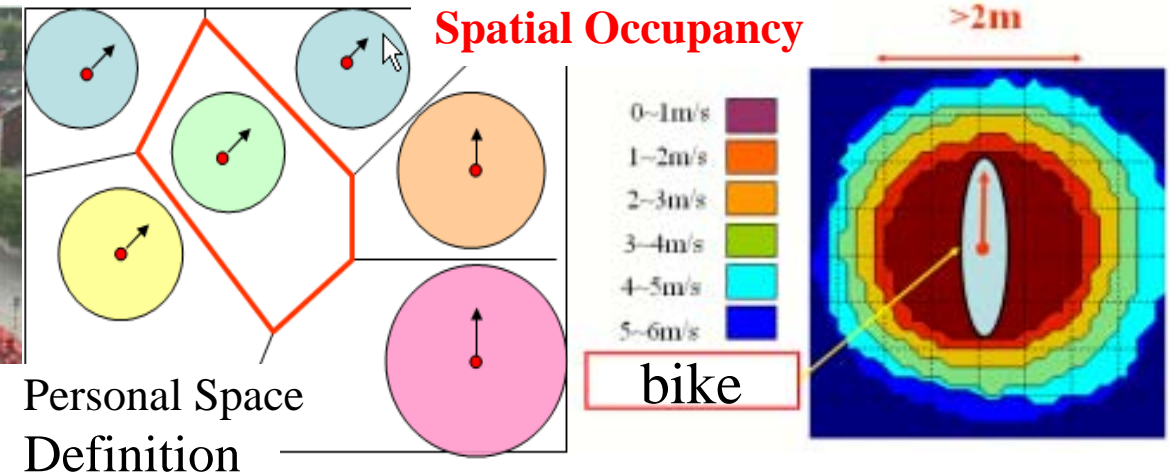 Spatial Occupancy
>2m
0~1m/s
1~2m/s
2~3m/s
3~4m/s
4~5m/s
5~6m/s
bike
Personal Space
Definition